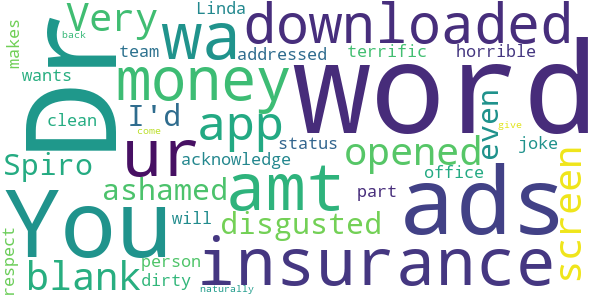 Linda
makes
back
Very
wa
downloaded
team
addressed
terrific
horrible
wants
Dr
money
word
I'd
clean
come
app
give
ur
status
even
joke
Spiro
acknowledge
opened
office
screen
ashamed
amt
part
ads
You
will
disgusted
respect
blank
person
insurance
dirty
naturally